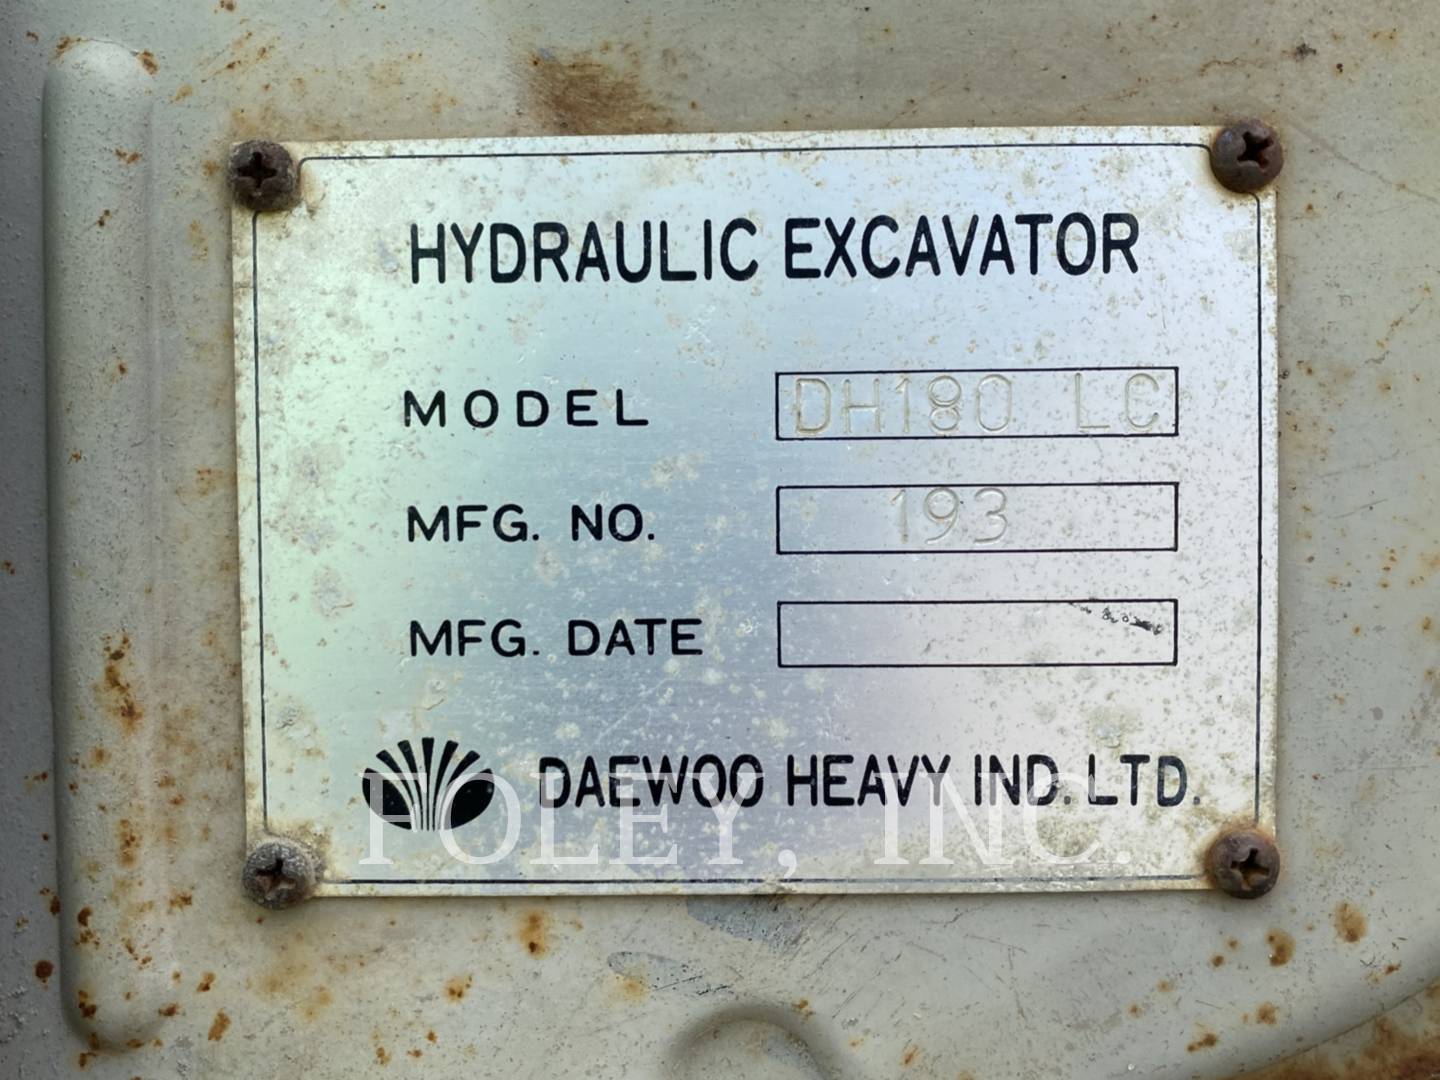 HYDRAULIC EXCAVATOR
MODEL DH180 LC
MFG. NO. 193
MFG. DATE
DAEWOO HEAVY IND. LTD.
FOLEY, INC.